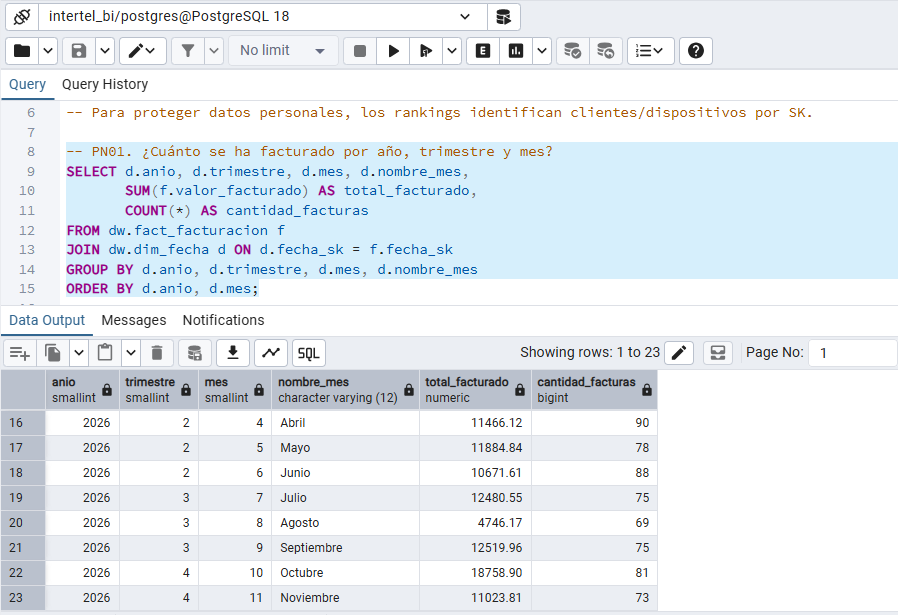 intertel_bi/postgres@PostgreSQL 18
No limit
E
Query Query History
6 -- Para proteger datos personales, los rankings identifican clientes/dispositivos por SK.
7
8 -- PN01. ¿Cuánto se ha facturado por año, trimestre y mes?
9 SELECT d.anio, d.trimestre, d.mes, d.nombre_mes,
10 SUM(f.valor_facturado) AS total_facturado,
11 COUNT(*) AS cantidad_facturas
12 FROM dw.fact_facturacion f
13 JOIN dw.dim_fecha d ON d.fecha_sk = f.fecha_sk
14 GROUP BY d.anio, d.trimestre, d.mes, d.nombre_mes
15 ORDER BY d.anio, d.mes;
Data Output Messages Notifications
SQL Showing rows: 1 to 23 Page No: 1
anio trimestre mes nombre_mes total_facturado cantidad_facturas
smallint smallint smallint character varying (12) numeric bigint
16 2026 2 4 Abril 11466.12 90
17 2026 2 5 Mayo 11884.84 78
18 2026 2 6 Junio 10671.61 88
19 2026 3 7 Julio 12480.55 75
20 2026 3 8 Agosto 4746.17 69
21 2026 3 9 Septiembre 12519.96 75
22 2026 4 10 Octubre 18758.90 81
23 2026 4 11 Noviembre 11023.81 73